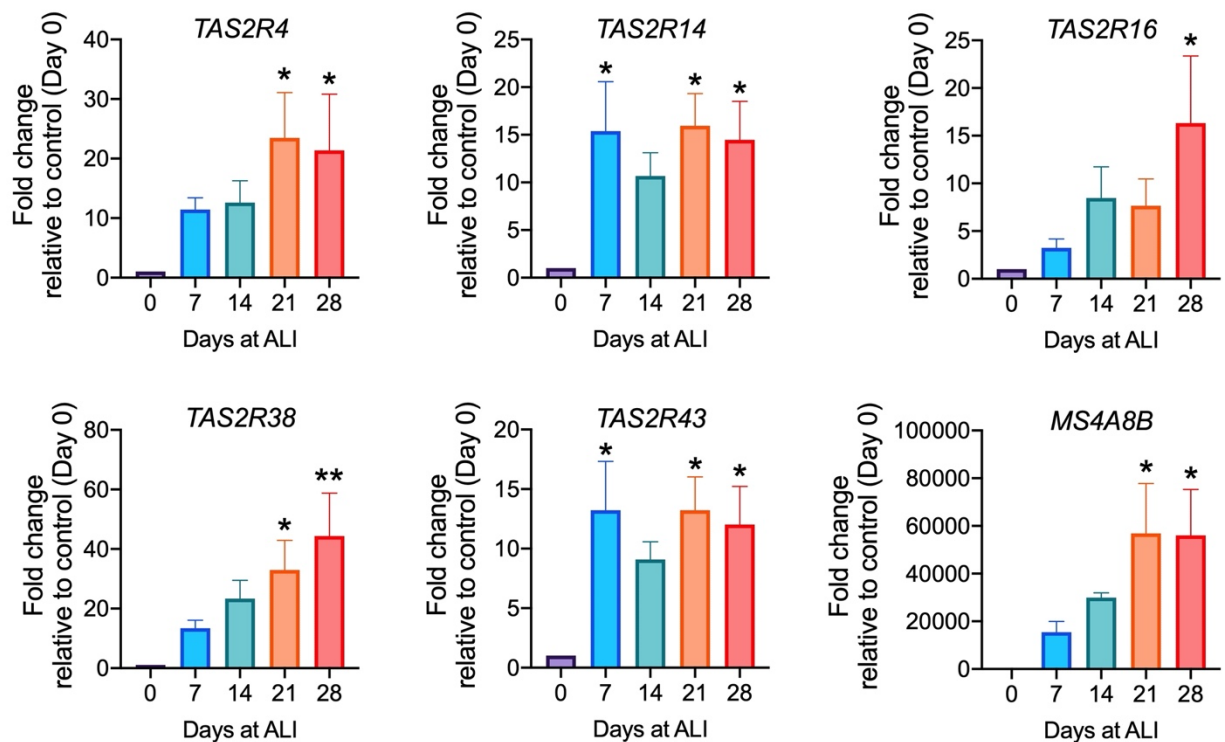 TAS2R4
Fold change
relative to control (Day 0)
40
30
20
10
0
*
*
0 7 14 21 28
Days at ALI
TAS2R14
Fold change
relative to control (Day 0)
25
20
15
10
5
0
*
*
*
0 7 14 21 28
Days at ALI
TAS2R16
Fold change
relative to control (Day 0)
25
20
15
10
5
0
*
0 7 14 21 28
Days at ALI
TAS2R38
Fold change
relative to control (Day 0)
80
60
40
20
0
*
**
0 7 14 21 28
Days at ALI
TAS2R43
Fold change
relative to control (Day 0)
20
15
10
5
0
*
*
*
0 7 14 21 28
Days at ALI
MS4A8B
Fold change
relative to control (Day 0)
100000
80000
60000
40000
20000
0
*
*
0 7 14 21 28
Days at ALI